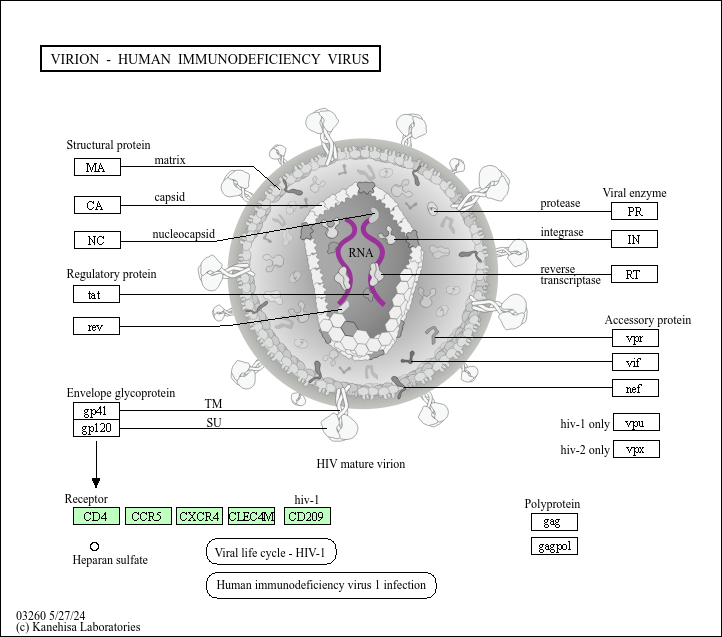 VIRION - HUMAN IMMUNODEFICIENCY VIRUS
Structural protein
MA
matrix
CA
capsid
NC
nucleocapsid
Regulatory protein
tat
rev
RNA
Viral enzyme
protease
PR
integrase
IN
reverse
transcriptase
RT
Accessory protein
vpr
vif
nef
hiv-1 only
vpu
hiv-2 only
vpx
Envelope glycoprotein
gp41
TM
gp120
SU
HIV mature virion
Receptor
hiv-1
CD4
CCR5
CXCR4
CLEC4M
CD209
Heparan sulfate
Polyprotein
gag
gagpol
Viral life cycle - HIV-1
Human immunodeficiency virus 1 infection
03260 5/27/24
(c) Kanehisa Laboratories